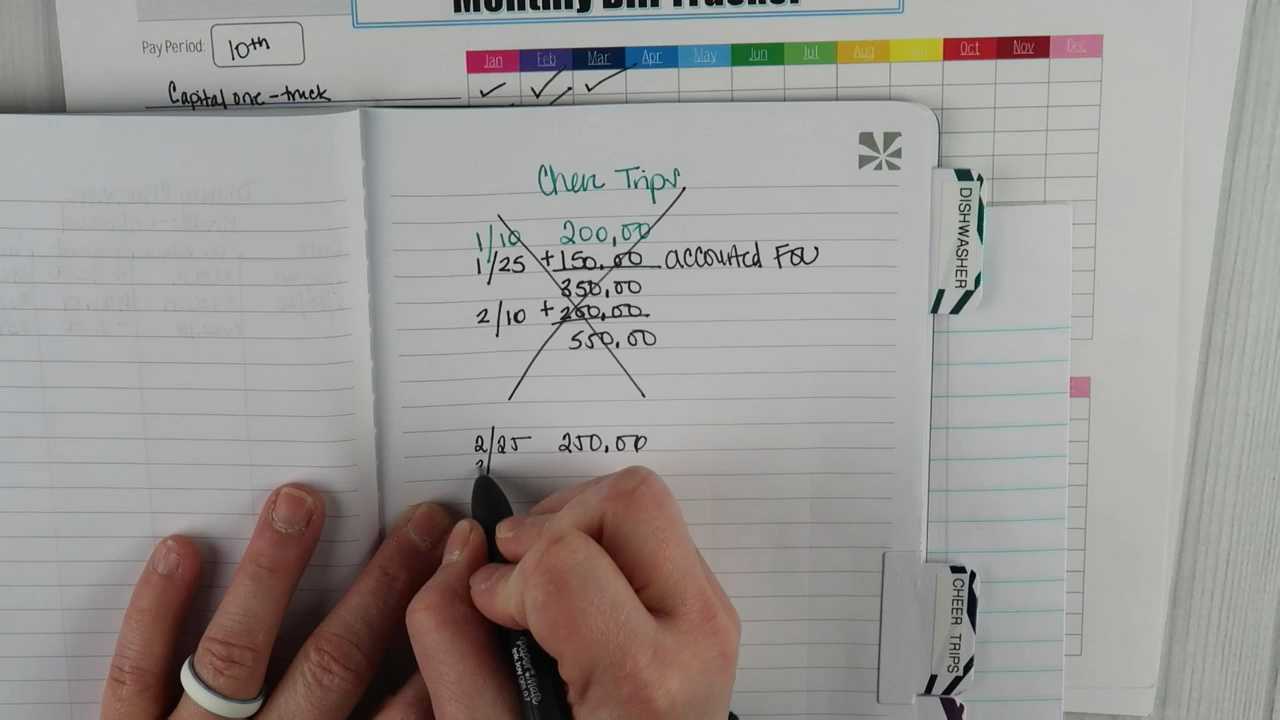 Monthly Bill Tracker
Pay Period: 10th
Jan Feb Mar Apr May Jun Jul Aug Oct Nov Dec
Capital one - truck
Cheer Trips
1/10 200.00
1/25 +150.00 accounted For
350.00
2/10 +200.00
550.00
2/25 250.00
DISHWASHER
CHEER TRIPS
Paper Mate